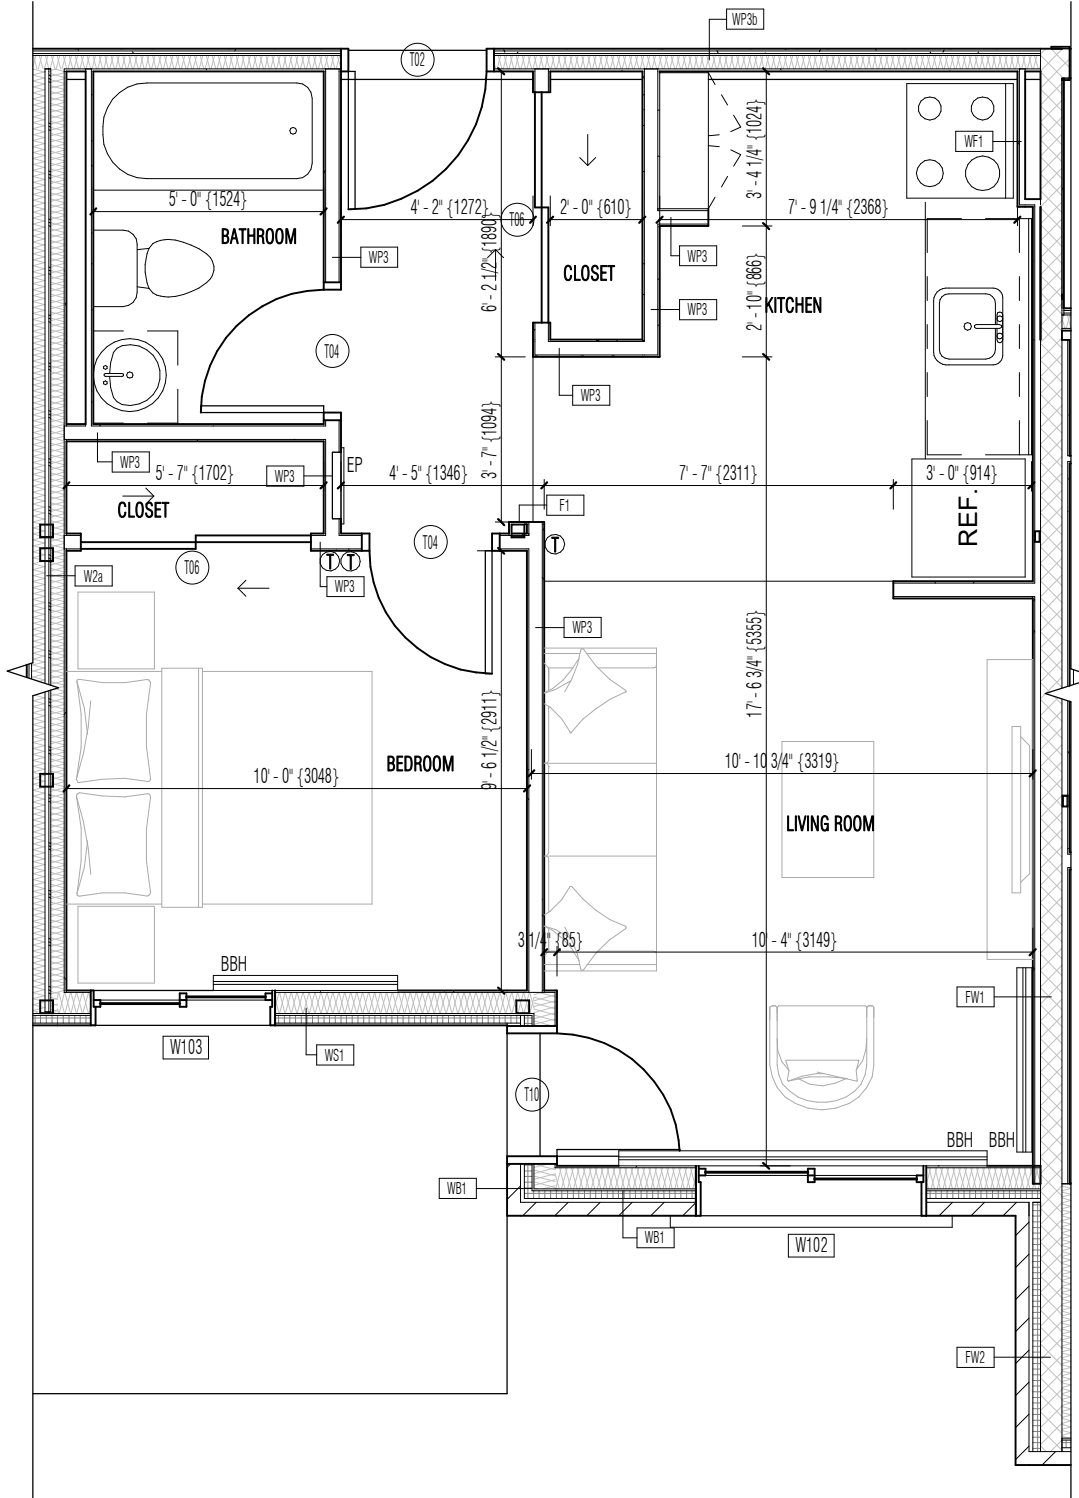 WP3b
T02
WF1
3' - 4 1/4" {1024}
5' - 0" {1524}
4' - 2" {1272}
T06
2' - 0" {610}
7' - 9 1/4" {2368}
BATHROOM
WP3
6' - 2 1/2" {1890}
CLOSET
WP3
2' - 10" {866}
KITCHEN
WP3
T04
WP3
3' - 7" {1094}
WP3
5' - 7" {1702}
WP3
EP
4' - 5" {1346}
7' - 7" {2311}
3' - 0" {914}
CLOSET
F1
REF.
T04
T
T06
T T
W2a
WP3
WP3
17' - 6 3/4" {5355}
9' - 6 1/2" {2911}
BEDROOM
10' - 0" {3048}
10' - 10 3/4" {3319}
LIVING ROOM
3 1/4" {85}
10' - 4" {3149}
BBH
FW1
W103
WS1
T10
BBH BBH
WB1
WB1
W102
FW2